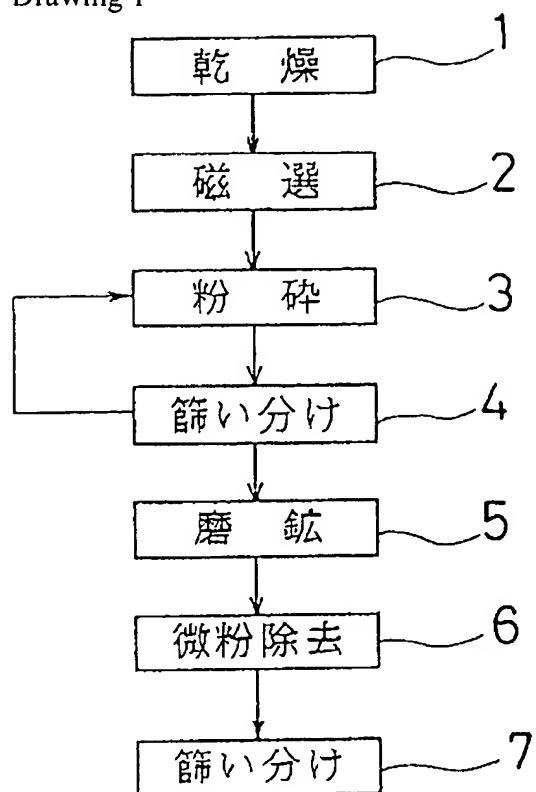 Drawing 1
乾 燥 1
磁 選 2
粉 砕 3
篩い分け 4
磨 鉱 5
微粉除去 6
篩い分け 7